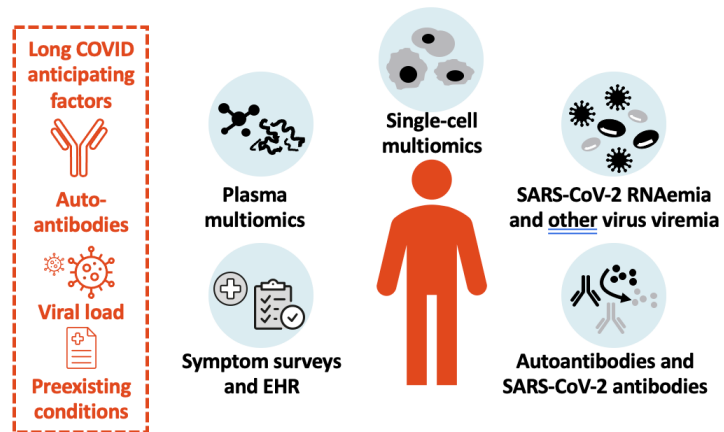 Long COVID
anticipating
factors
Auto-
antibodies
Viral load
Preexisting
conditions
Single-cell
multiomics
Plasma
multiomics
SARS-CoV-2 RNAemia
and other virus viremia
Symptom surveys
and EHR
Autoantibodies and
SARS-CoV-2 antibodies